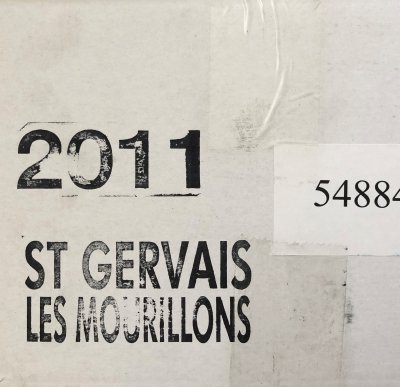 2011
54884
ST GERVAIS
LES MOURILLONS